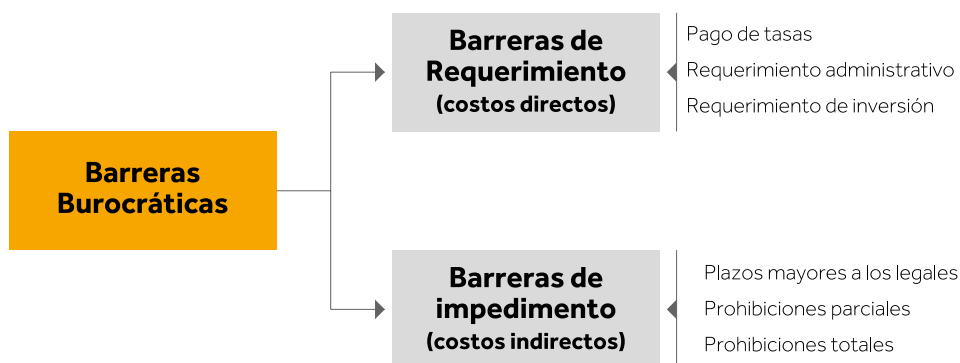 Barreras
Burocráticas
Barreras de
Requerimiento
(costos directos)
Pago de tasas
Requerimiento administrativo
Requerimiento de inversión
Barreras de
impedimento
(costos indirectos)
Plazos mayores a los legales
Prohibiciones parciales
Prohibiciones totales